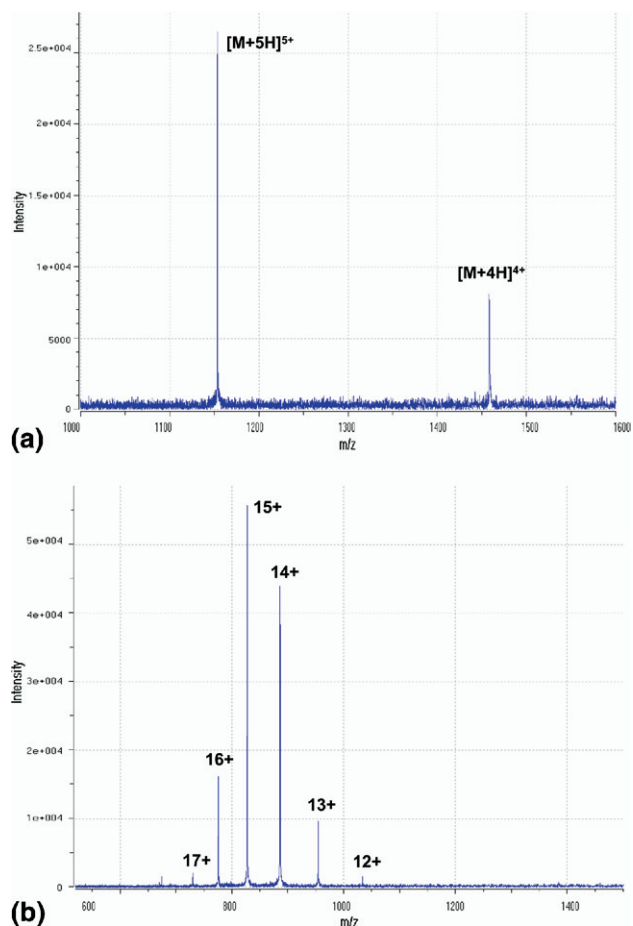 [M+5H]5+
2.5e+004
2e+004
1.5e+004
[M+4H]4+
1e+004
5000
0
Intensity
1000 1100 1200 1300 1400 1500 1600
m/z
(a)
15+
5e+004
14+
4e+004
3e+004
2e+004
16+
1e+004
13+
17+
12+
0
Intensity
600 800 1000 1200 1400
m/z
(b)